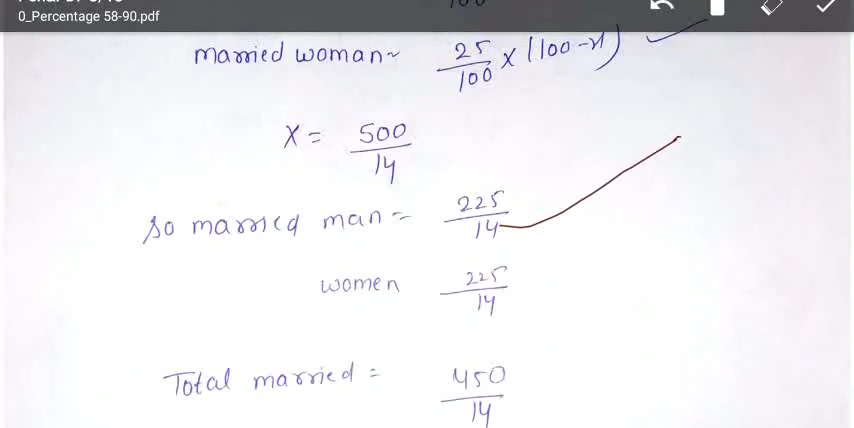 0_Percentage 58-90.pdf
married woman ~ 25/100 x (100-x)
x = 500/14
so married man = 225/14
women 225/14
Total married = 450/14